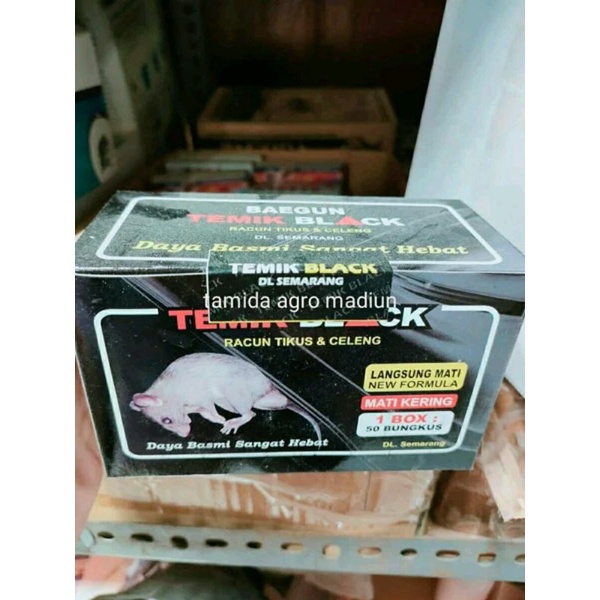 BAEGUN
TEMIK BLACK
RACUN TIKUS & CELENG
DL. SEMARANG
Daya Basmi Sangat Hebat
TEMIK BLACK
DL SEMARANG
tamida agro madiun
TEMIK BLACK
RACUN TIKUS & CELENG
LANGSUNG MATI
NEW FORMULA
MATI KERING
1 BOX :
50 BUNGKUS
Daya Basmi Sangat Hebat
DL. Semarang